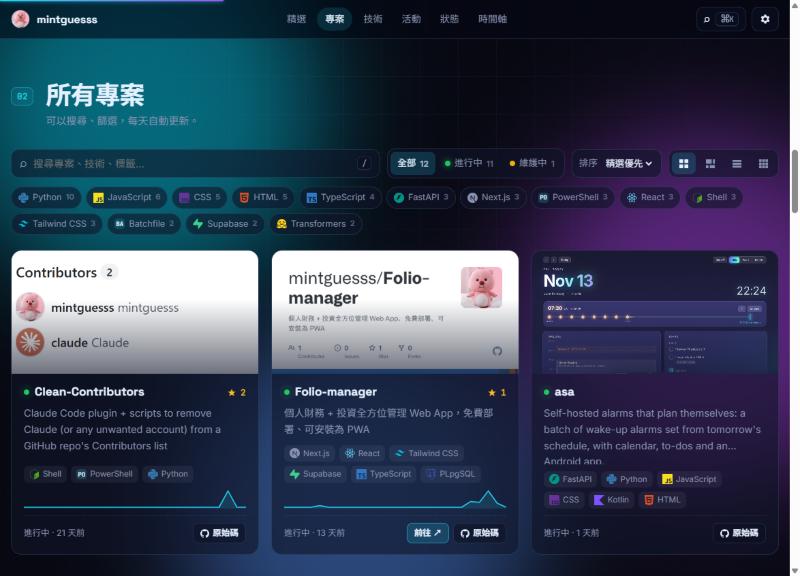 mintguesss
精選
專案
技術
活動
狀態
時間軸
⌘K
02
所有專案
可以搜尋、篩選，每天自動更新。
搜尋專案、技術、標籤...
/
全部 12
進行中 11
維護中 1
排序 精選優先
Python 10
JavaScript 6
CSS 5
HTML 5
TypeScript 4
FastAPI 3
Next.js 3
PowerShell 3
React 3
Shell 3
Tailwind CSS 3
Batchfile 2
Supabase 2
Transformers 2
Contributors 2
mintguesss mintguesss
claude Claude
Clean-Contributors
★ 2
Claude Code plugin + scripts to remove
Claude (or any unwanted account) from a
GitHub repo's Contributors list
Shell
PowerShell
Python
進行中 · 21 天前
原始碼
mintguesss/Folio-
manager
個人財務 + 投資全方位管理 Web App，免費部署、可
安裝為 PWA
1
0
1
0
Folio-manager
★ 1
個人財務 + 投資全方位管理 Web App，免費部
署、可安裝為 PWA
Next.js
React
Tailwind CSS
Supabase
TypeScript
PLpgSQL
進行中 · 13 天前
前往 ↗
原始碼
Nov 13
22:24
07:30
asa
Self-hosted alarms that plan themselves: a
batch of wake-up alarms set from tomorrow's
schedule, with calendar, to-dos and an...
Android app.
FastAPI
Python
JavaScript
CSS
Kotlin
HTML
進行中 · 1 天前
原始碼